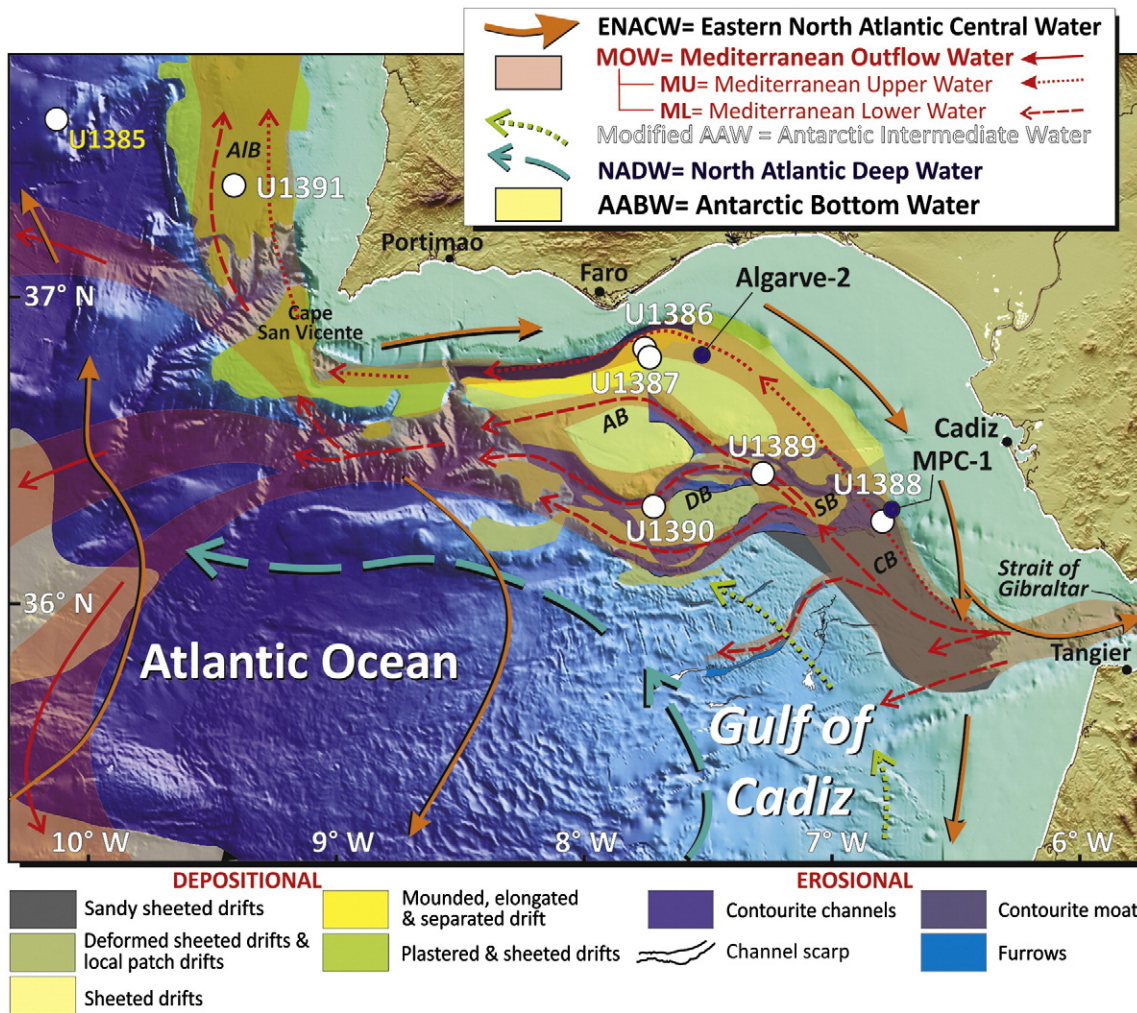 ENACW= Eastern North Atlantic Central Water
MOW= Mediterranean Outflow Water
MU= Mediterranean Upper Water
ML= Mediterranean Lower Water
Modified AAW = Antarctic Intermediate Water
NADW= North Atlantic Deep Water
AABW= Antarctic Bottom Water
U1385
AlB
U1391
Portimao
Faro
Algarve-2
37° N
Cape
San Vicente
U1386
U1387
AB
U1389
Cadiz
MPC-1
U1388
DB
SB
U1390
CB
Strait of
Gibraltar
36° N
Atlantic Ocean
Tangier
Gulf of
Cadiz
10° W
9° W
8° W
7° W
6° W
DEPOSITIONAL
EROSIONAL
Sandy sheeted drifts
Mounded, elongated
& separated drift
Contourite channels
Contourite moat
Deformed sheeted drifts &
local patch drifts
Plastered & sheeted drifts
Channel scarp
Furrows
Sheeted drifts